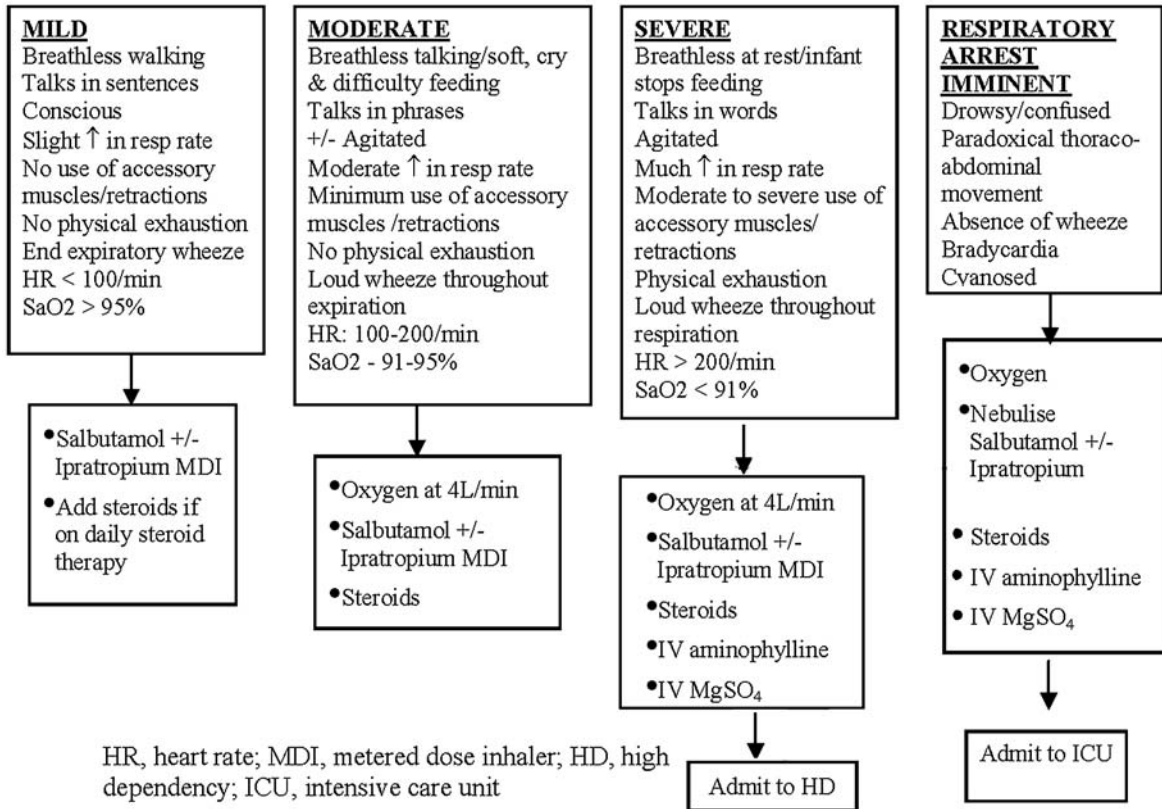 MILD
Breathless walking
Talks in sentences
Conscious
Slight ↑ in resp rate
No use of accessory
muscles/retractions
No physical exhaustion
End expiratory wheeze
HR < 100/min
SaO2 > 95%
•Salbutamol +/-
Ipratropium MDI
•Add steroids if
on daily steroid
therapy
MODERATE
Breathless talking/soft, cry
& difficulty feeding
Talks in phrases
+/- Agitated
Moderate ↑ in resp rate
Minimum use of accessory
muscles /retractions
No physical exhaustion
Loud wheeze throughout
expiration
HR: 100-200/min
SaO2 - 91-95%
•Oxygen at 4L/min
•Salbutamol +/-
Ipratropium MDI
•Steroids
SEVERE
Breathless at rest/infant
stops feeding
Talks in words
Agitated
Much ↑ in resp rate
Moderate to severe use of
accessory muscles/
retractions
Physical exhaustion
Loud wheeze throughout
respiration
HR > 200/min
SaO2 < 91%
•Oxygen at 4L/min
•Salbutamol +/-
Ipratropium MDI
•Steroids
•IV aminophylline
•IV MgSO₄
Admit to HD
RESPIRATORY
ARREST
IMMINENT
Drowsy/confused
Paradoxical thoraco-
abdominal
movement
Absence of wheeze
Bradycardia
Cyanosed
•Oxygen
•Nebulise
Salbutamol +/-
Ipratropium
• Steroids
• IV aminophylline
• IV MgSO₄
Admit to ICU
HR, heart rate; MDI, metered dose inhaler; HD, high
dependency; ICU, intensive care unit